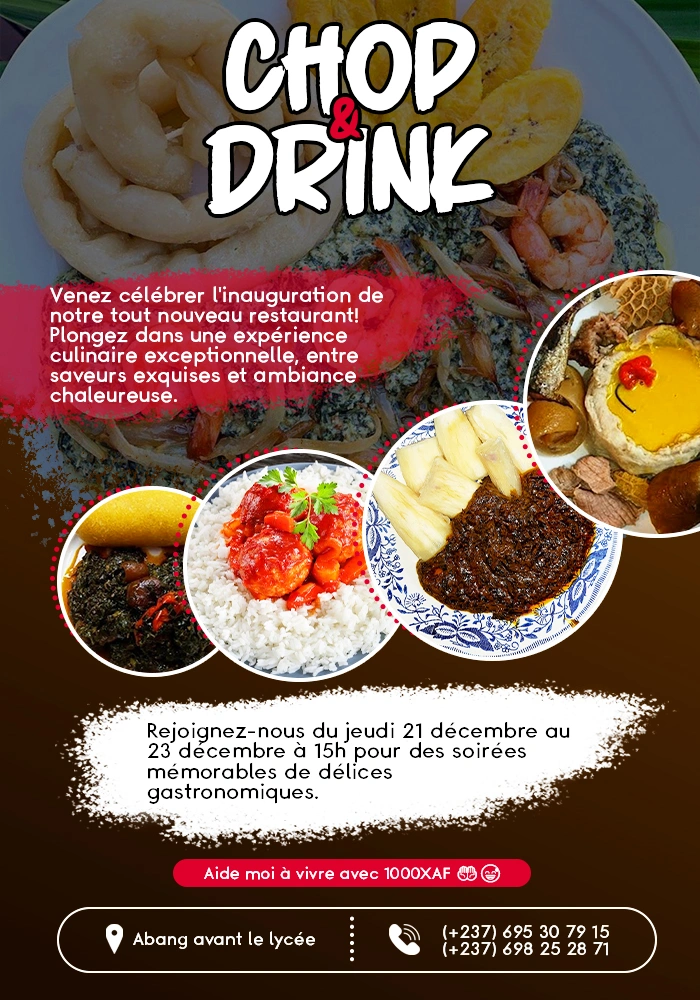 CHOP
&
DRINK
Venez célébrer l'inauguration de
notre tout nouveau restaurant!
Plongez dans une expérience
culinaire exceptionnelle, entre
saveurs exquises et ambiance
chaleureuse.
Rejoignez-nous du jeudi 21 décembre au
23 décembre à 15h pour des soirées
mémorables de délices
gastronomiques.
Aide moi à vivre avec 1000XAF 🤲😅
Abang avant le lycée
(+237) 695 30 79 15
(+237) 698 25 28 71